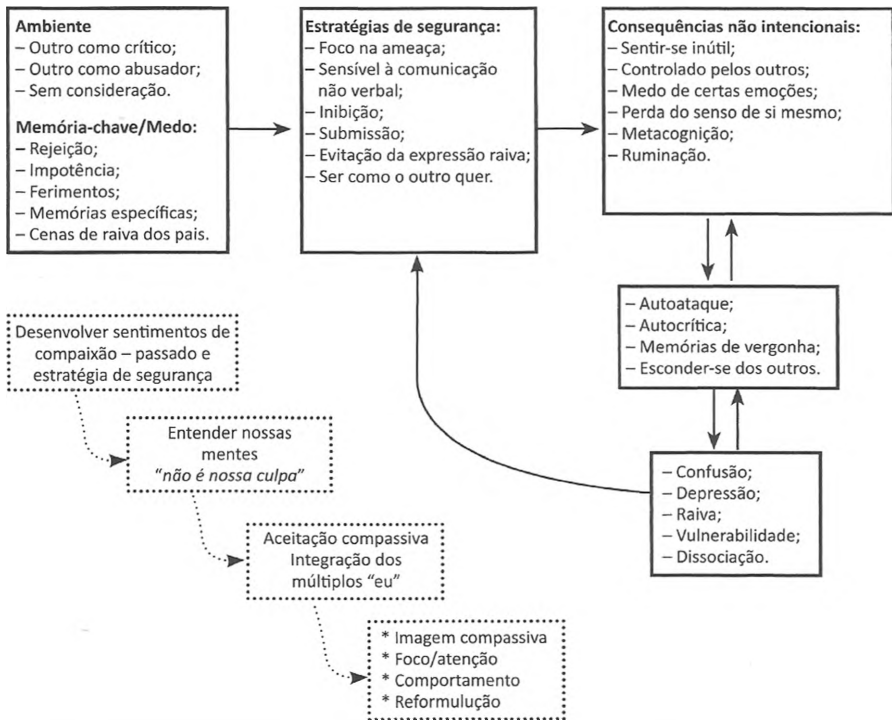 Ambiente
– Outro como crítico;
– Outro como abusador;
– Sem consideração.
Memória-chave/Medo:
– Rejeição;
– Impotência;
– Ferimentos;
– Memórias específicas;
– Cenas de raiva dos pais.
Estratégias de segurança:
– Foco na ameaça;
– Sensível à comunicação
não verbal;
– Inibição;
– Submissão;
– Evitação da expressão raiva;
– Ser como o outro quer.
Consequências não intencionais:
– Sentir-se inútil;
– Controlado pelos outros;
– Medo de certas emoções;
– Perda do senso de si mesmo;
– Metacognição;
– Ruminação.
– Autoataque;
– Autocrítica;
– Memórias de vergonha;
– Esconder-se dos outros.
– Confusão;
– Depressão;
– Raiva;
– Vulnerabilidade;
– Dissociação.
Desenvolver sentimentos de
compaixão – passado e
estratégia de segurança
Entender nossas
mentes
“não é nossa culpa”
Aceitação compassiva
Integração dos
múltiplos “eu”
* Imagem compassiva
* Foco/atenção
* Comportamento
* Reformulução